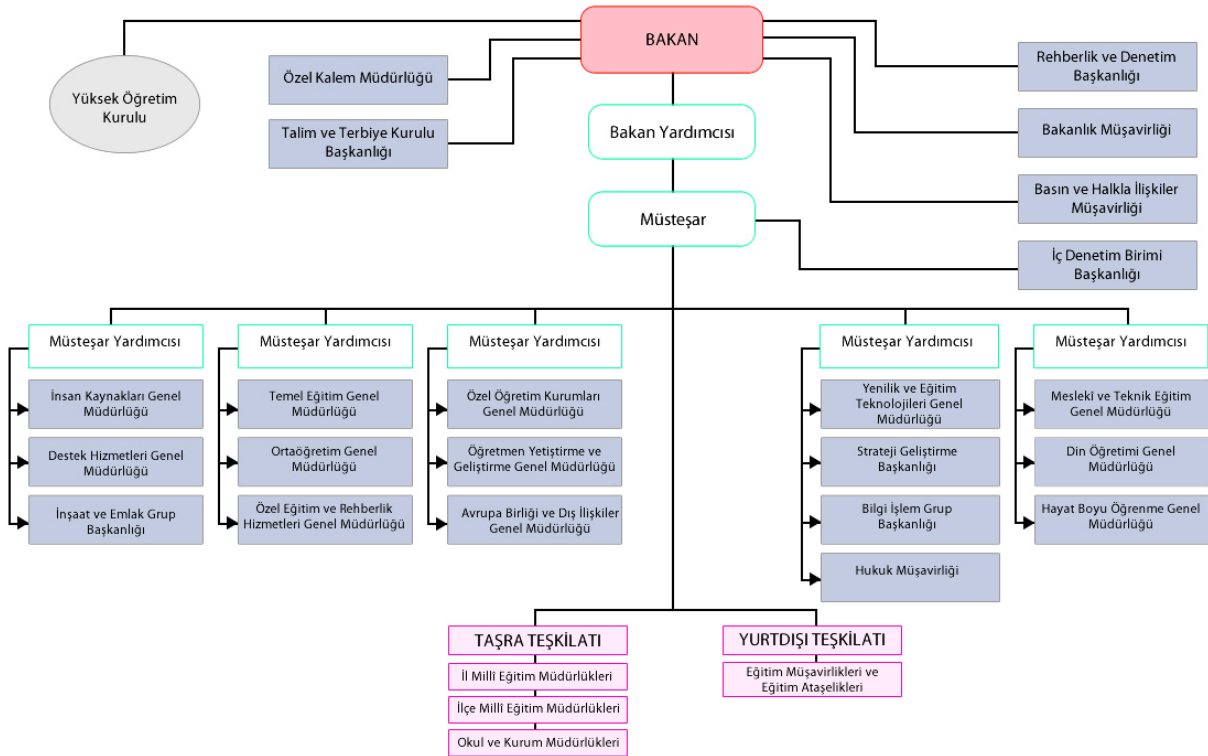 BAKAN
Yüksek Öğretim
Kurulu
Özel Kalem Müdürlüğü
Talim ve Terbiye Kurulu
Başkanlığı
Bakan Yardımcısı
Müsteşar
Rehberlik ve Denetim
Başkanlığı
Bakanlık Müşavirliği
Basın ve Halkla İlişkiler
Müşavirliği
İç Denetim Birimi
Başkanlığı
Müsteşar Yardımcısı
İnsan Kaynakları Genel
Müdürlüğü
Destek Hizmetleri Genel
Müdürlüğü
İnşaat ve Emlak Grup
Başkanlığı
Müsteşar Yardımcısı
Temel Eğitim Genel
Müdürlüğü
Ortaöğretim Genel
Müdürlüğü
Özel Eğitim ve Rehberlik
Hizmetleri Genel Müdürlüğü
Müsteşar Yardımcısı
Özel Öğretim Kurumları
Genel Müdürlüğü
Öğretmen Yetiştirme ve
Geliştirme Genel Müdürlüğü
Avrupa Birliği ve Dış İlişkiler
Genel Müdürlüğü
Müsteşar Yardımcısı
Yenilik ve Eğitim
Teknolojileri Genel
Müdürlüğü
Strateji Geliştirme
Başkanlığı
Bilgi İşlem Grup
Başkanlığı
Hukuk Müşavirliği
Müsteşar Yardımcısı
Meslekî ve Teknik Eğitim
Genel Müdürlüğü
Din Öğretimi Genel
Müdürlüğü
Hayat Boyu Öğrenme Genel
Müdürlüğü
TAŞRA TEŞKİLATI
İl Millî Eğitim Müdürlükleri
İlçe Millî Eğitim Müdürlükleri
Okul ve Kurum Müdürlükleri
YURTDIŞI TEŞKİLATI
Eğitim Müşavirlikleri ve
Eğitim Ataşelikleri